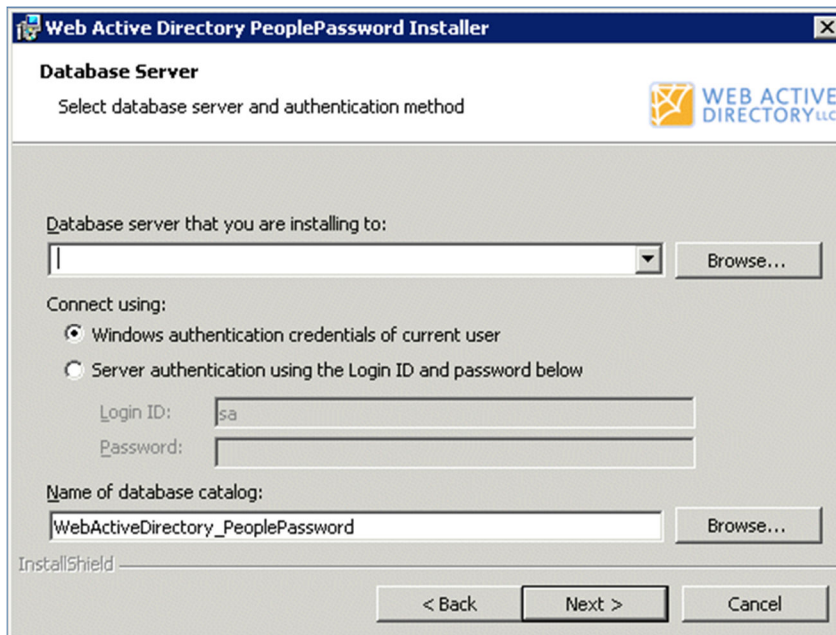 Web Active Directory PeoplePassword Installer
Database Server
Select database server and authentication method
WEB ACTIVE
DIRECTORY LLC
Database server that you are installing to:
Browse...
Connect using:
Windows authentication credentials of current user
Server authentication using the Login ID and password below
Login ID:
sa
Password:
Name of database catalog:
WebActiveDirectory_PeoplePassword
Browse...
InstallShield
< Back
Next >
Cancel